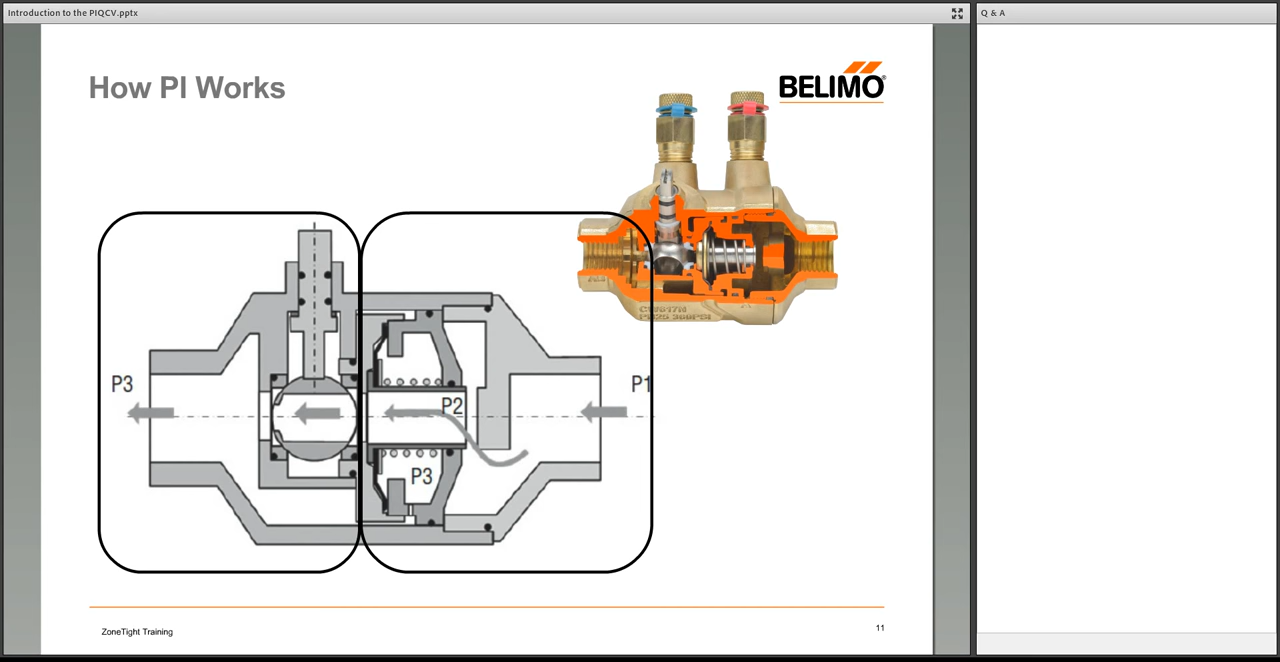 Introduction to the PIQCV.pptx
Q & A
How PI Works
BELIMO®
P3
P1
P2
P3
ZoneTight Training
11